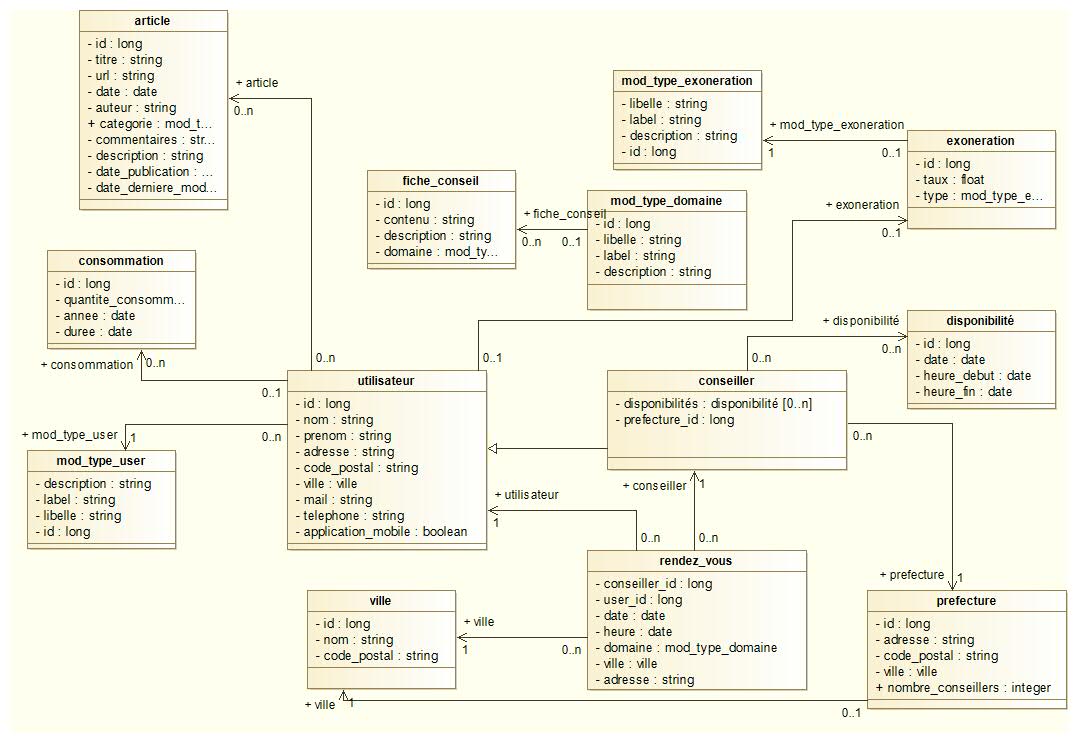 article
- id : long
- titre : string
- url : string
- date : date
- auteur : string
+ categorie : mod_t...
- commentaires : str...
- description : string
- date_publication : ...
- date_derniere_mod...
+ article
0..n
0..n
mod_type_exoneration
- libelle : string
- label : string
- description : string
- id : long
+ mod_type_exoneration
1
0..1
exoneration
- id : long
- taux : float
- type : mod_type_e...
+ exoneration
0..1
0..1
fiche_conseil
- id : long
- contenu : string
- description : string
- domaine : mod_ty...
+ fiche_conseil
0..n
0..1
mod_type_domaine
- id : long
- libelle : string
- label : string
- description : string
consommation
- id : long
- quantite_consomm...
- annee : date
- duree : date
+ consommation
0..n
0..1
disponibilité
- id : long
- date : date
- heure_debut : date
- heure_fin : date
+ disponibilité
0..n
0..n
utilisateur
- id : long
- nom : string
- prenom : string
- adresse : string
- code_postal : string
- ville : ville
- mail : string
- telephone : string
- application_mobile : boolean
conseiller
- disponibilités : disponibilité [0..n]
- prefecture_id : long
+ mod_type_user
1
0..n
mod_type_user
- description : string
- label : string
- libelle : string
- id : long
+ utilisateur
1
0..n
+ conseiller
1
0..n
0..n
+ prefecture
1
rendez_vous
- conseiller_id : long
- user_id : long
- date : date
- heure : date
- domaine : mod_type_domaine
- ville : ville
- adresse : string
ville
- id : long
- nom : string
- code_postal : string
+ ville
1
0..n
prefecture
- id : long
- adresse : string
- code_postal : string
- ville : ville
+ nombre_conseillers : integer
+ ville
1
0..1